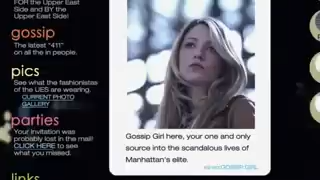 FOR the Upper East
Side and BY the
Upper East Side!
gossip
The latest "411"
on all the in people.
pics
See what the fashionistas
of the UES are wearing.
CURRENT PHOTO
GALLERY
parties
Your invitation was
probably lost in the mail!
CLICK HERE to see
what you missed.
links
Gossip Girl here, your one and only
source into the scandalous lives of
Manhattan's elite.
GOSSIP GIRL